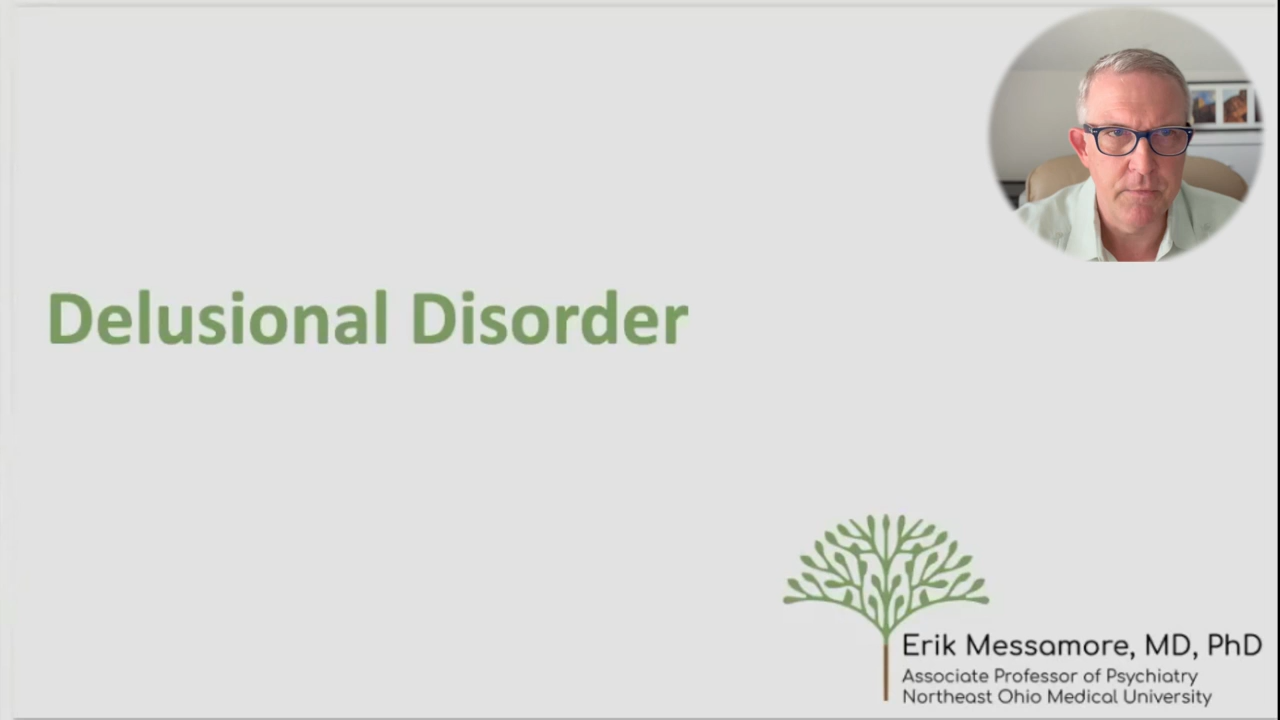 Delusional Disorder
Erik Messamore, MD, PhD
Associate Professor of Psychiatry
Northeast Ohio Medical University